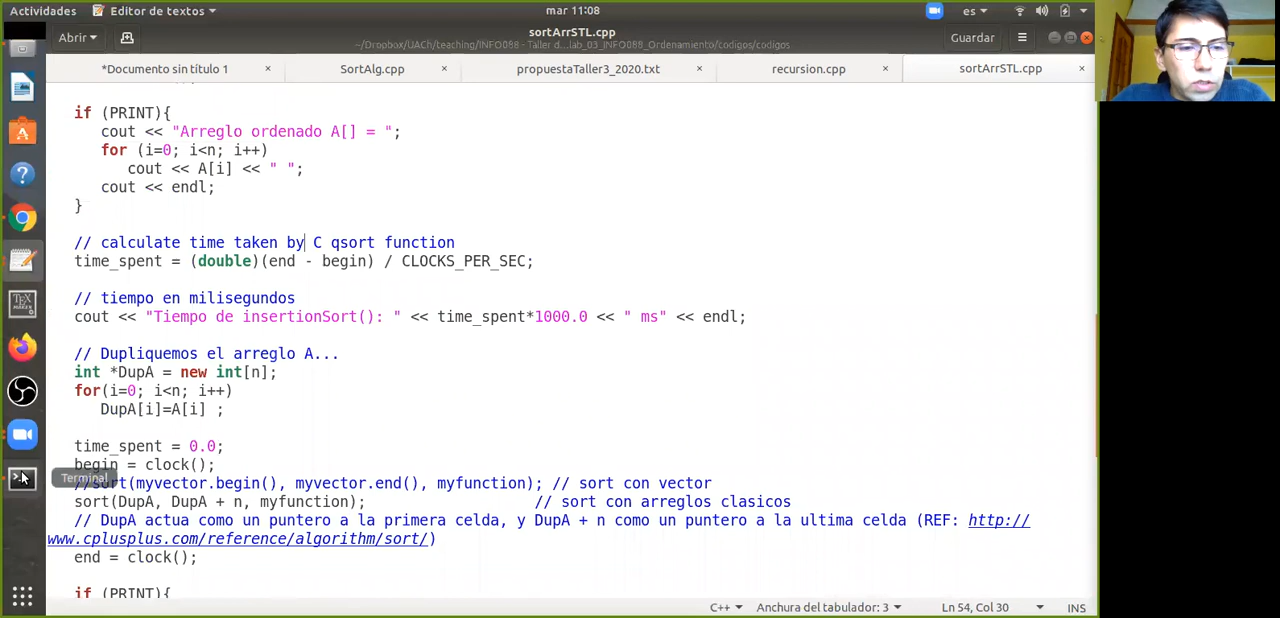 Actividades
Editor de textos
mar 11:08
es
Abrir
sortArrSTL.cpp
~/Dropbox/UACh/teaching/INFO088 - Taller d...lab_03_INFO088_Ordenamiento/codigos/codigos
Guardar
*Documento sin título 1
SortAlg.cpp
propuestaTaller3_2020.txt
recursion.cpp
sortArrSTL.cpp
if (PRINT){
cout << "Arreglo ordenado A[] = ";
for (i=0; i<n; i++)
cout << A[i] << " ";
cout << endl;
}
// calculate time taken by C qsort function
time_spent = (double)(end - begin) / CLOCKS_PER_SEC;
// tiempo en milisegundos
cout << "Tiempo de insertionSort(): " << time_spent*1000.0 << " ms" << endl;
// Dupliquemos el arreglo A...
int *DupA = new int[n];
for(i=0; i<n; i++)
DupA[i]=A[i] ;
time_spent = 0.0;
begin = clock();
Terminal
//sort(myvector.begin(), myvector.end(), myfunction); // sort con vector
sort(DupA, DupA + n, myfunction); // sort con arreglos clasicos
// DupA actua como un puntero a la primera celda, y DupA + n como un puntero a la ultima celda (REF: http://
www.cplusplus.com/reference/algorithm/sort/)
end = clock();
if (PRINT){
C++
Anchura del tabulador: 3
Ln 54, Col 30
INS